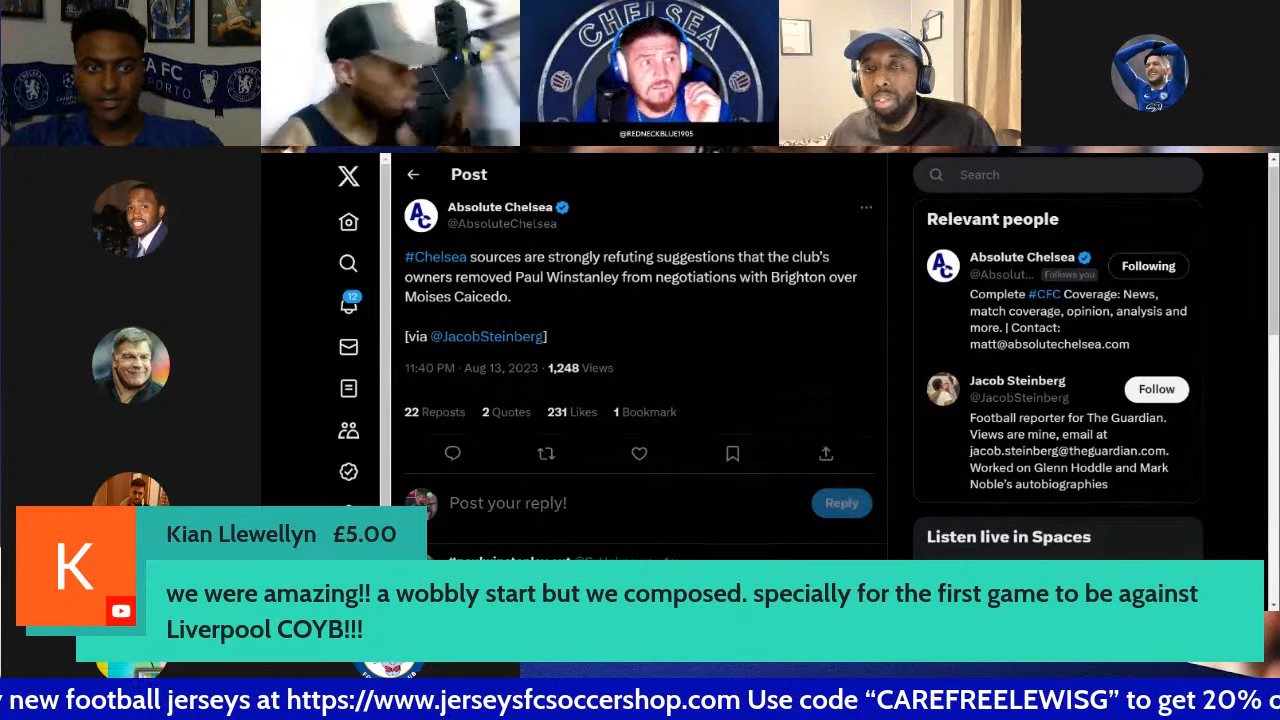 CHELSEA
CHELSEA
EA FC
PORTO
@REDNECKBLUE1905
Post
Search
Absolute Chelsea
@AbsoluteChelsea
#Chelsea sources are strongly refuting suggestions that the club's
owners removed Paul Winstanley from negotiations with Brighton over
Moises Caicedo.
[via @JacobSteinberg]
11:40 PM · Aug 13, 2023 · 1,248 Views
22 Reposts 2 Quotes 231 Likes 1 Bookmark
12
Post your reply!
Reply
Relevant people
Absolute Chelsea
@Absolut... Follows you
Following
Complete #CFC Coverage: News,
match coverage, opinion, analysis and
more. | Contact:
matt@absolutechelsea.com
Jacob Steinberg
@JacobSteinberg
Follow
Football reporter for The Guardian.
Views are mine, email at
jacob.steinberg@theguardian.com.
Worked on Glenn Hoddle and Mark
Noble's autobiographies
Listen live in Spaces
K
Kian Llewellyn £5.00
we were amazing!! a wobbly start but we composed. specially for the first game to be against
Liverpool COYB!!!
new football jerseys at https://www.jerseysfcsoccershop.com Use code “CAREFREELEWISG” to get 20%